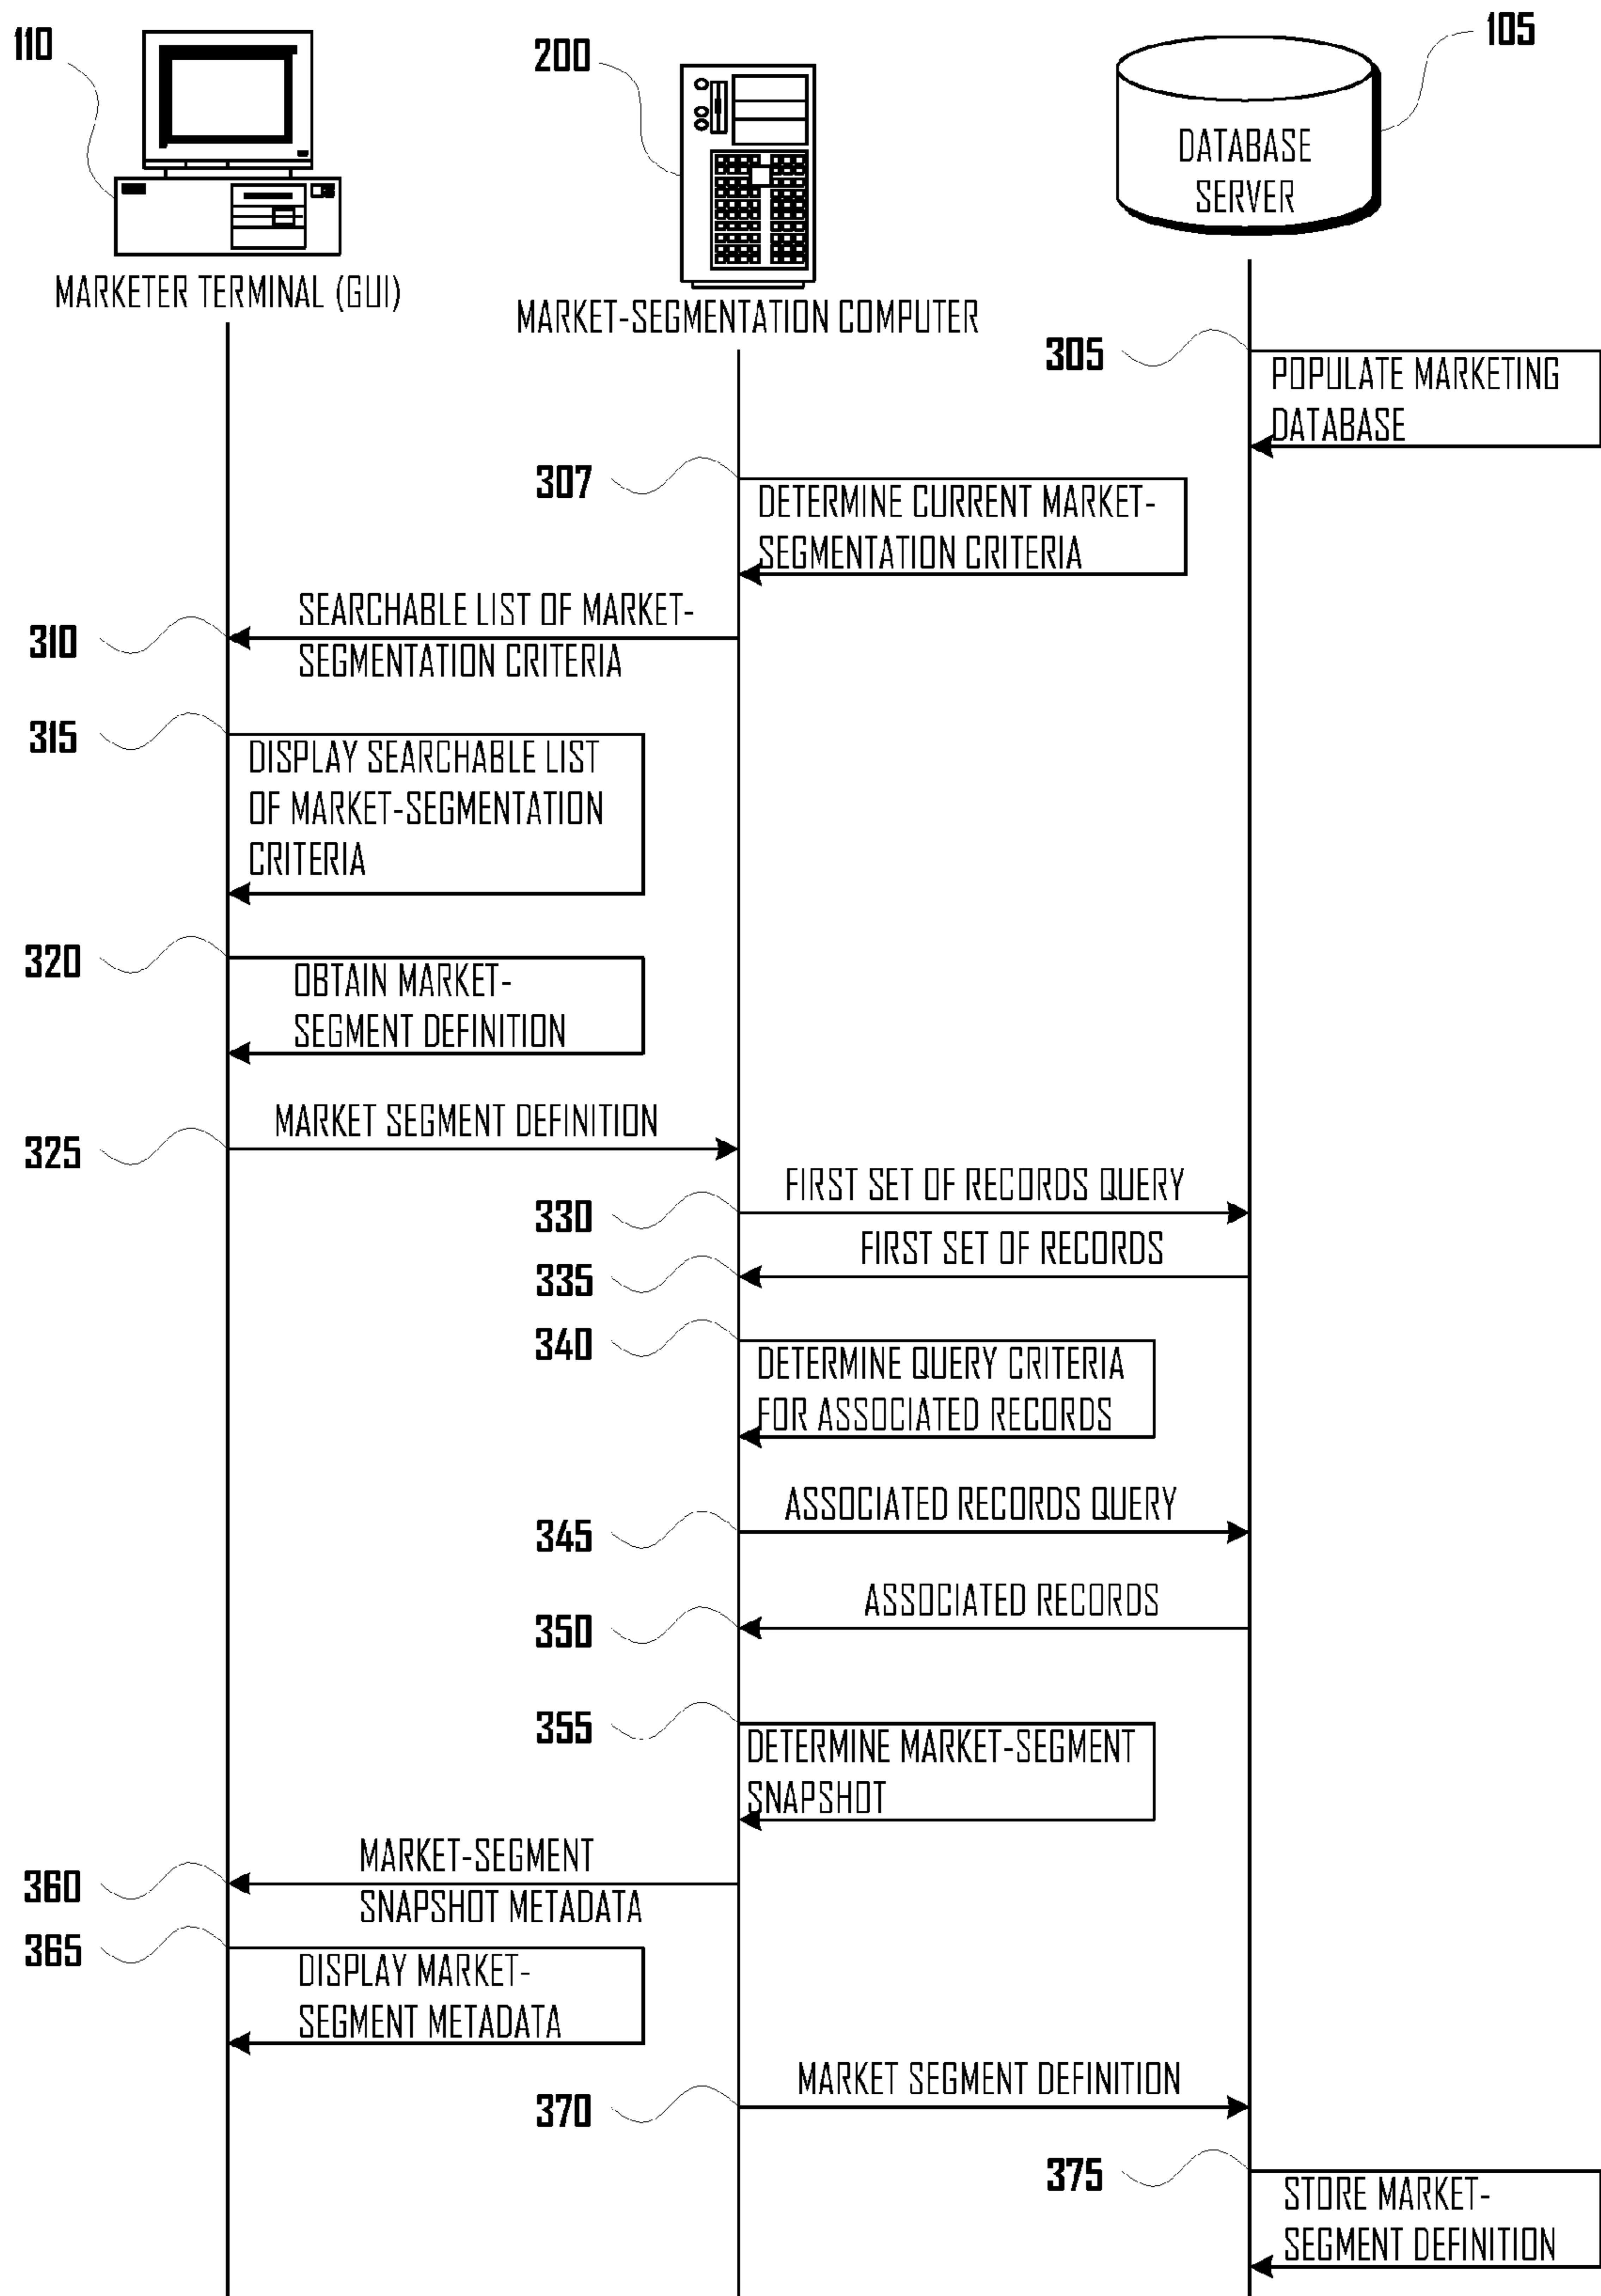 110
200
105
DATABASE
SERVER
MARKETER TERMINAL (GUI)
MARKET-SEGMENTATION COMPUTER
305
POPULATE MARKETING
DATABASE
307
DETERMINE CURRENT MARKET-
SEGMENTATION CRITERIA
310
SEARCHABLE LIST OF MARKET-
SEGMENTATION CRITERIA
315
DISPLAY SEARCHABLE LIST
OF MARKET-SEGMENTATION
CRITERIA
320
OBTAIN MARKET-
SEGMENT DEFINITION
325
MARKET SEGMENT DEFINITION
330
FIRST SET OF RECORDS QUERY
335
FIRST SET OF RECORDS
340
DETERMINE QUERY CRITERIA
FOR ASSOCIATED RECORDS
345
ASSOCIATED RECORDS QUERY
350
ASSOCIATED RECORDS
355
DETERMINE MARKET-SEGMENT
SNAPSHOT
360
MARKET-SEGMENT
SNAPSHOT METADATA
365
DISPLAY MARKET-
SEGMENT METADATA
370
MARKET SEGMENT DEFINITION
375
STORE MARKET-
SEGMENT DEFINITION